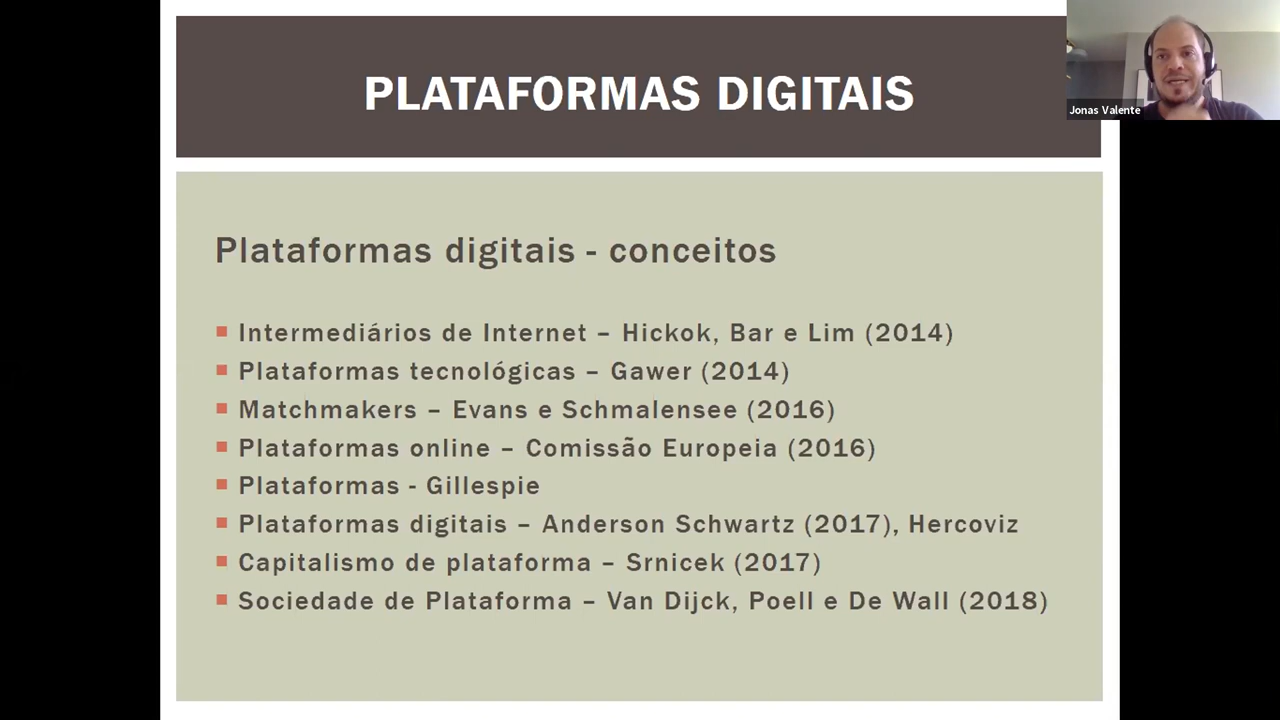 PLATAFORMAS DIGITAIS
Jonas Valente
Plataformas digitais - conceitos
Intermediários de Internet – Hickok, Bar e Lim (2014)
Plataformas tecnológicas – Gawer (2014)
Matchmakers – Evans e Schmalensee (2016)
Plataformas online – Comissão Europeia (2016)
Plataformas - Gillespie
Plataformas digitais – Anderson Schwartz (2017), Hercoviz
Capitalismo de plataforma – Srnicek (2017)
Sociedade de Plataforma – Van Dijck, Poell e De Wall (2018)